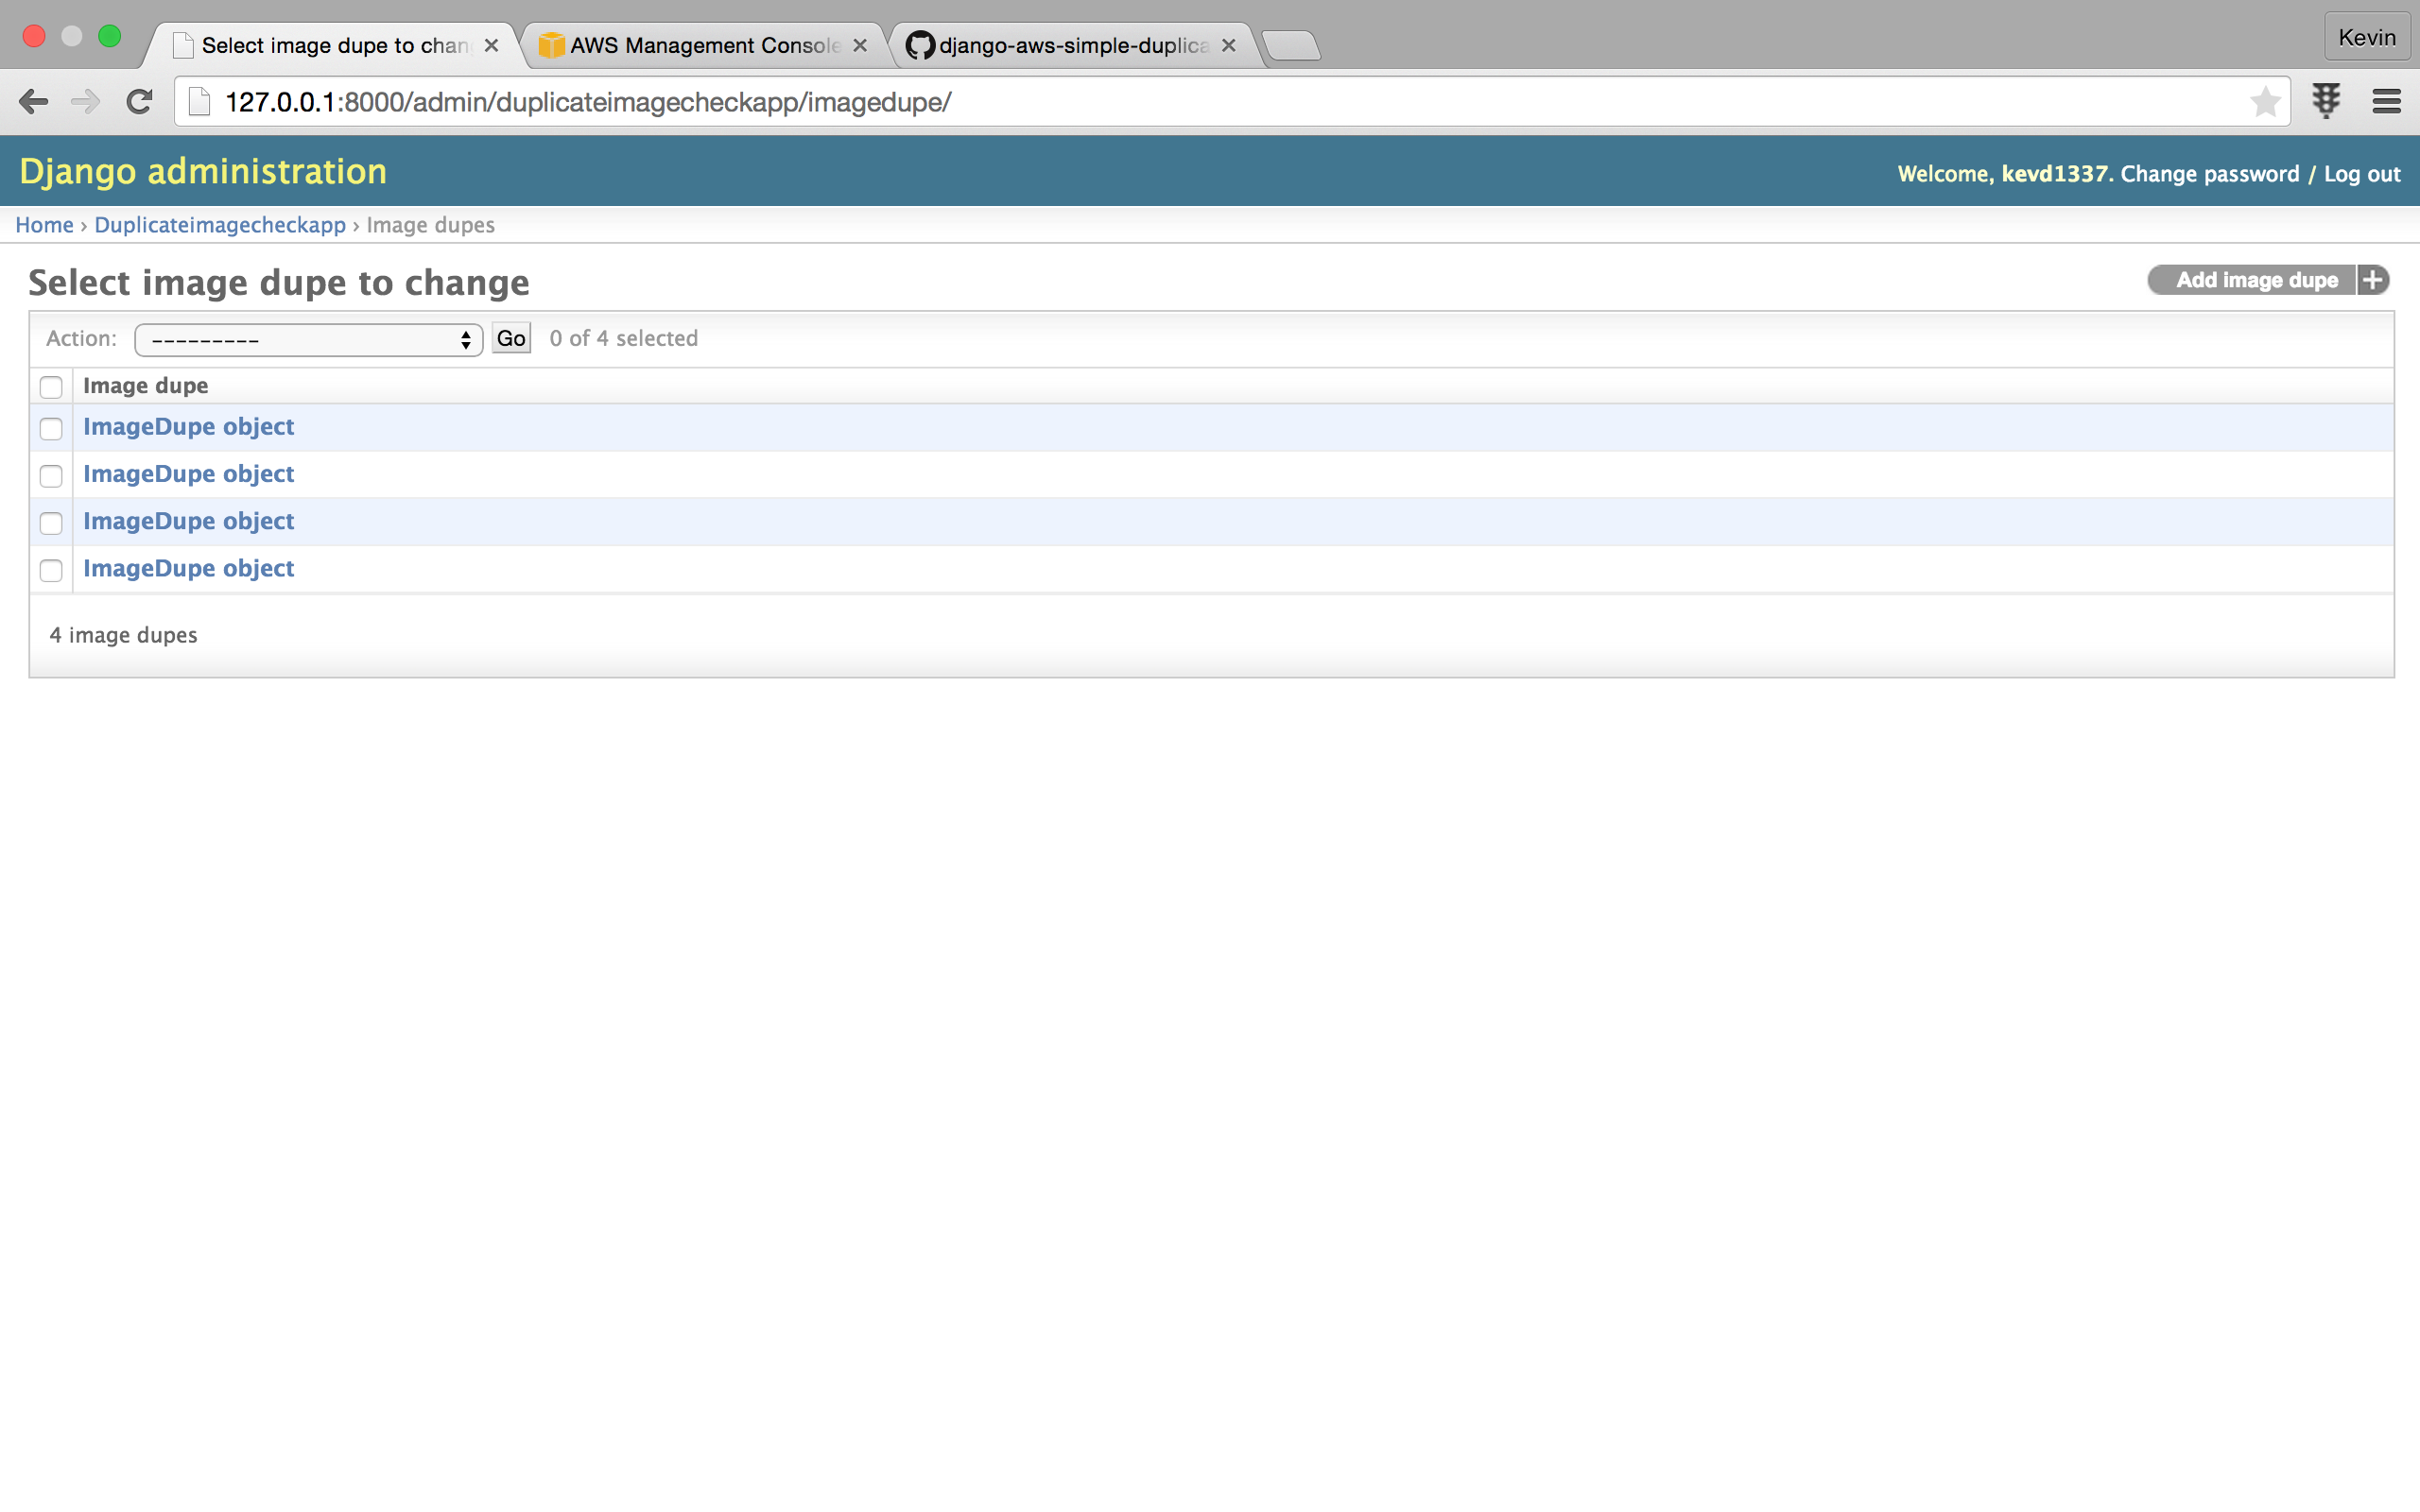 Select image dupe to chan
AWS Management Console
django-aws-simple-duplica
Kevin
127.0.0.1:8000/admin/duplicateimagecheckapp/imagedupe/
Django administration
Welcome, kevd1337. Change password / Log out
Home › Duplicateimagecheckapp › Image dupes
Select image dupe to change
Add image dupe +
Action: --------- Go 0 of 4 selected
Image dupe
ImageDupe object
ImageDupe object
ImageDupe object
ImageDupe object
4 image dupes